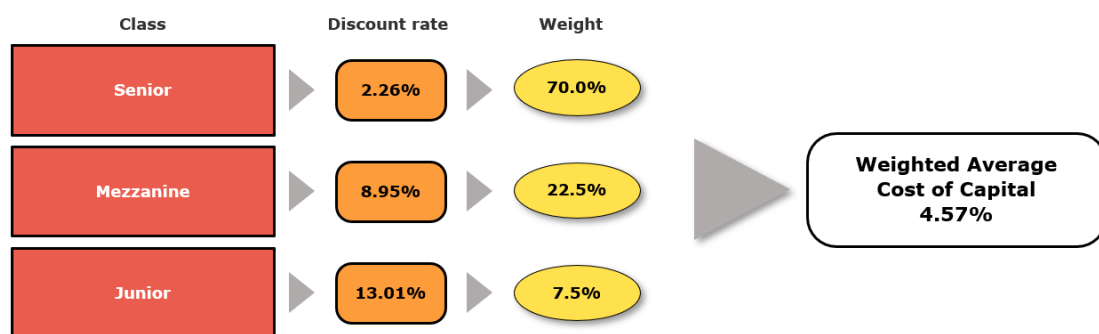 Class Discount rate Weight
Senior 2.26% 70.0%
Mezzanine 8.95% 22.5%
Weighted Average
Cost of Capital
4.57%
Junior 13.01% 7.5%